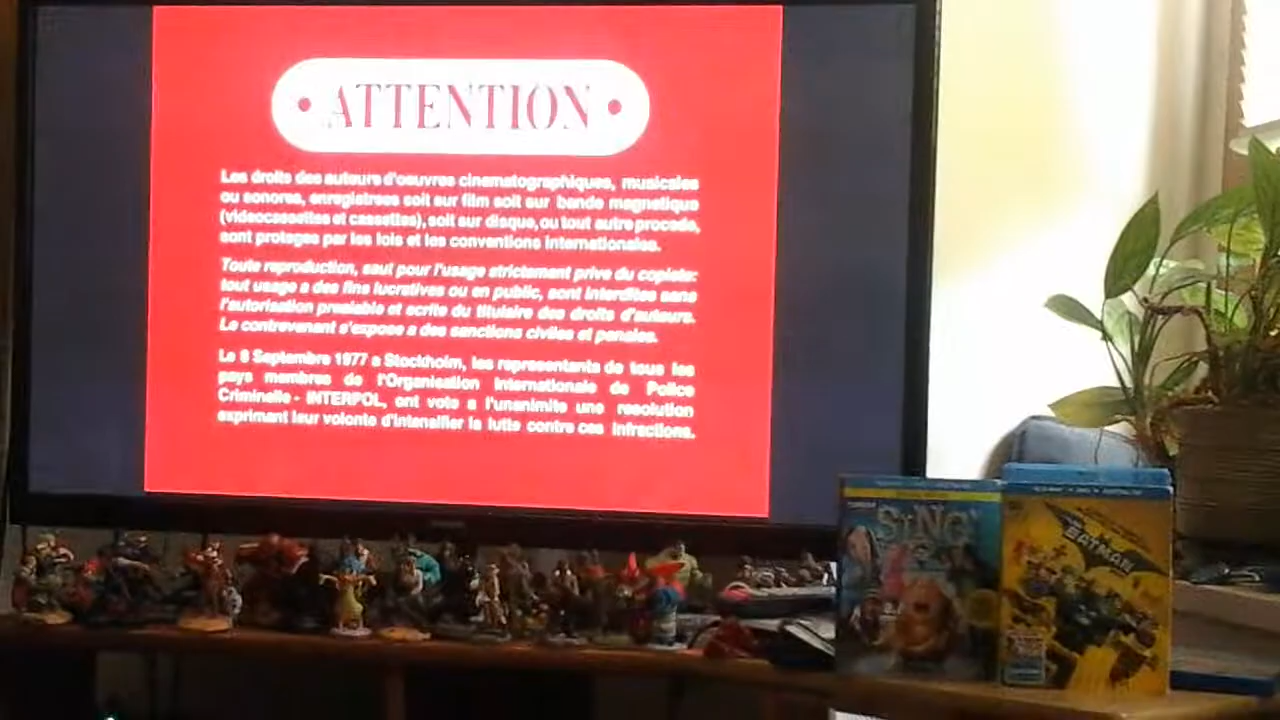 • ATTENTION •
Les droits des auteurs d'oeuvres cinematographiques, musicales
ou sonores, enregistrees soit sur film soit sur bande magnetique
(videocassettes et cassettes), soit sur disque, ou tout autre procede,
sont proteges par les lois et les conventions internationales.
Toute reproduction, sauf pour l'usage strictement prive du copiste:
tout usage a des fins lucratives ou en public, sont interdites sans
l'autorisation prealable et ecrite du titulaire des droits d'auteurs.
Le contrevenant s'expose a des sanctions civiles et penales.
Le 8 Septembre 1977 a Stockholm, les representants de tous les
pays membres de l'Organisation Internationale de Police
Criminelle - INTERPOL, ont vote a l'unanimite une resolution
exprimant leur volonte d'intensifier la lutte contre ces infractions.
SING
BATMAN